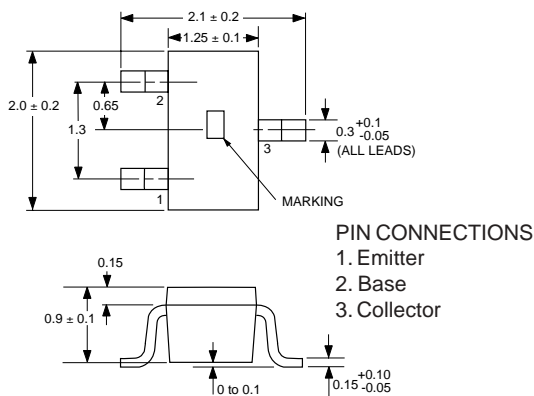 2.1 ± 0.2
1.25 ± 0.1
2.0 ± 0.2
0.65
1.3
2
3
1
0.3 +0.1 -0.05
(ALL LEADS)
MARKING
PIN CONNECTIONS
1. Emitter
2. Base
3. Collector
0.15
0.9 ± 0.1
0 to 0.1
0.15 +0.10 -0.05